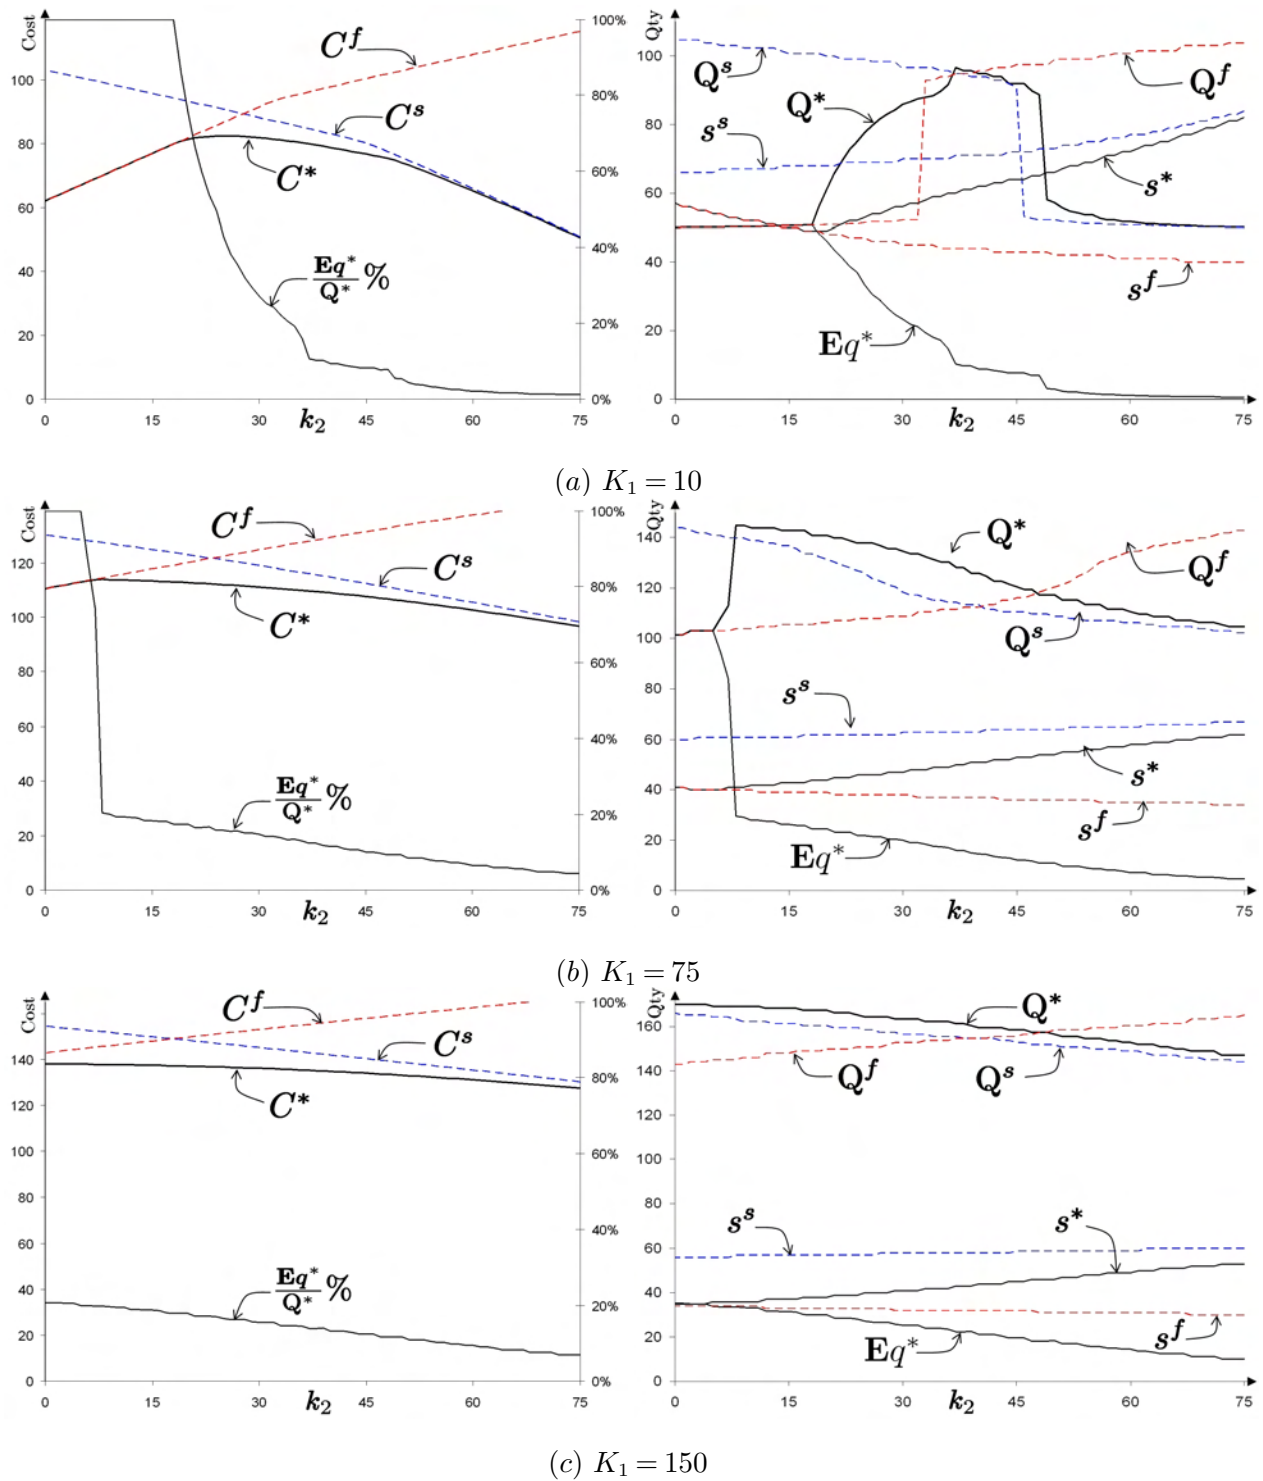 Cost
100%
Qty
C^f
100
120
100
Q^s
Q^f
80%
Q*
C^s
80
80
s^s
C*
60%
s*
60
60
40%
40
40
s^f
Eq*/Q* %
20%
Eq*
20
20
0
0%
0
0 15 30 45 60 75
k₂
0 15 30 45 60 75
k₂
(a) K₁ = 10
Cost
100%
Qty
C^f
140
Q*
120
C^s
80%
120
Q^f
100
C*
100
Q^s
60%
80
80
s^s
60
40%
60
s*
40
Eq*/Q* %
20%
40
s^f
20
20
Eq*
0
0%
0
0 15 30 45 60 75
k₂
0 15 30 45 60 75
k₂
(b) K₁ = 75
Cost
100%
Qty
C^f
160
Q*
140
C^s
80%
140
Q^f
Q^s
120
C*
120
100
60%
100
80
80
40%
s^s
s*
60
60
40
Eq*/Q* %
20%
40
s^f
20
20
Eq*
0
0%
0
0 15 30 45 60 75
k₂
0 15 30 45 60 75
k₂
(c) K₁ = 150